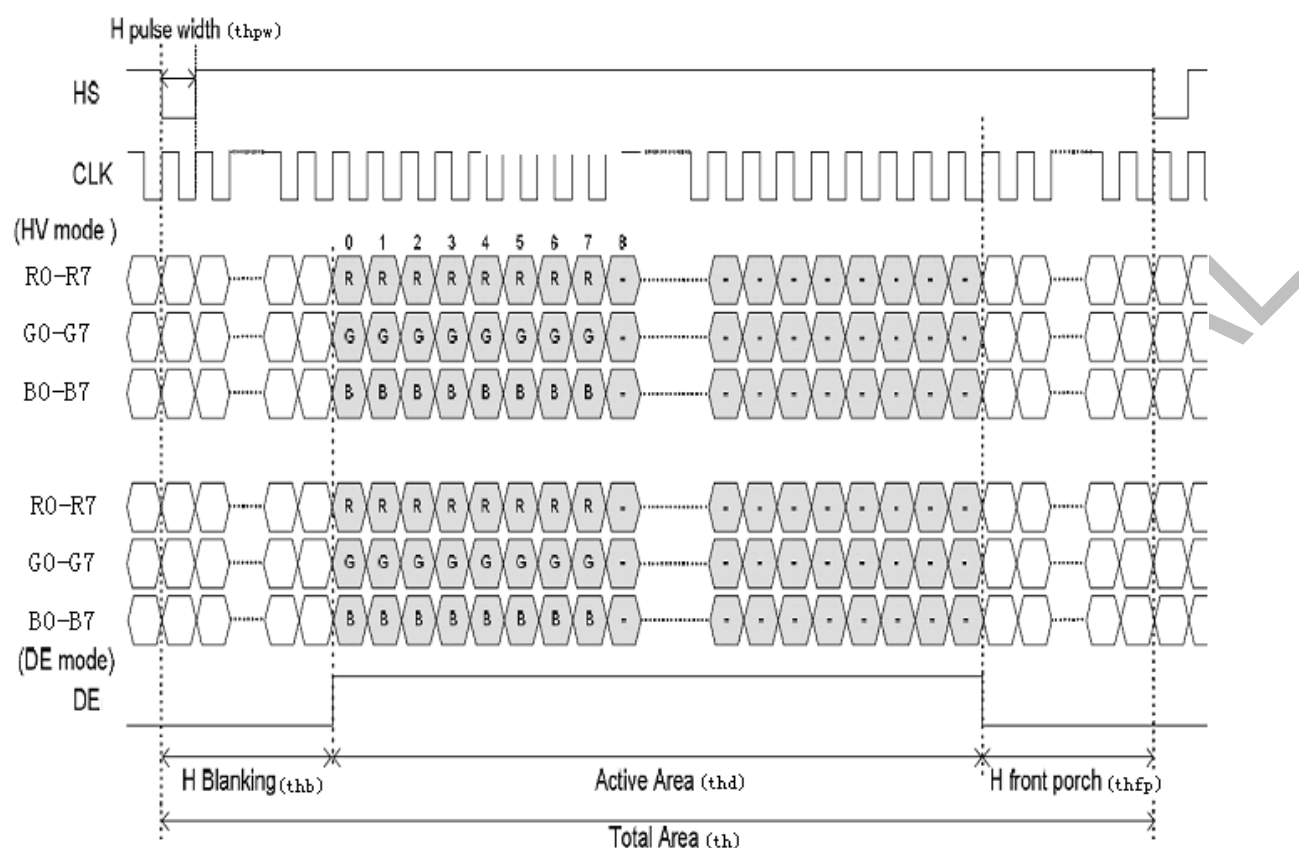 H pulse width (thpw)
HS
CLK
(HV mode )
0 1 2 3 4 5 6 7 8
R0-R7 R R R R R R R R - - - - - - - - -
G0-G7 G G G G G G G G - - - - - - - - -
B0-B7 B B B B B B B B - - - - - - - - -
R0-R7 R R R R R R R R - - - - - - - - -
G0-G7 G G G G G G G G - - - - - - - - -
B0-B7 B B B B B B B B - - - - - - - - -
(DE mode)
DE
H Blanking(thb) Active Area (thd) H front porch (thfp)
Total Area (th)